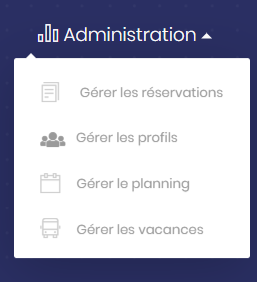 Administration
Gérer les réservations
Gérer les profils
Gérer le planning
Gérer les vacances